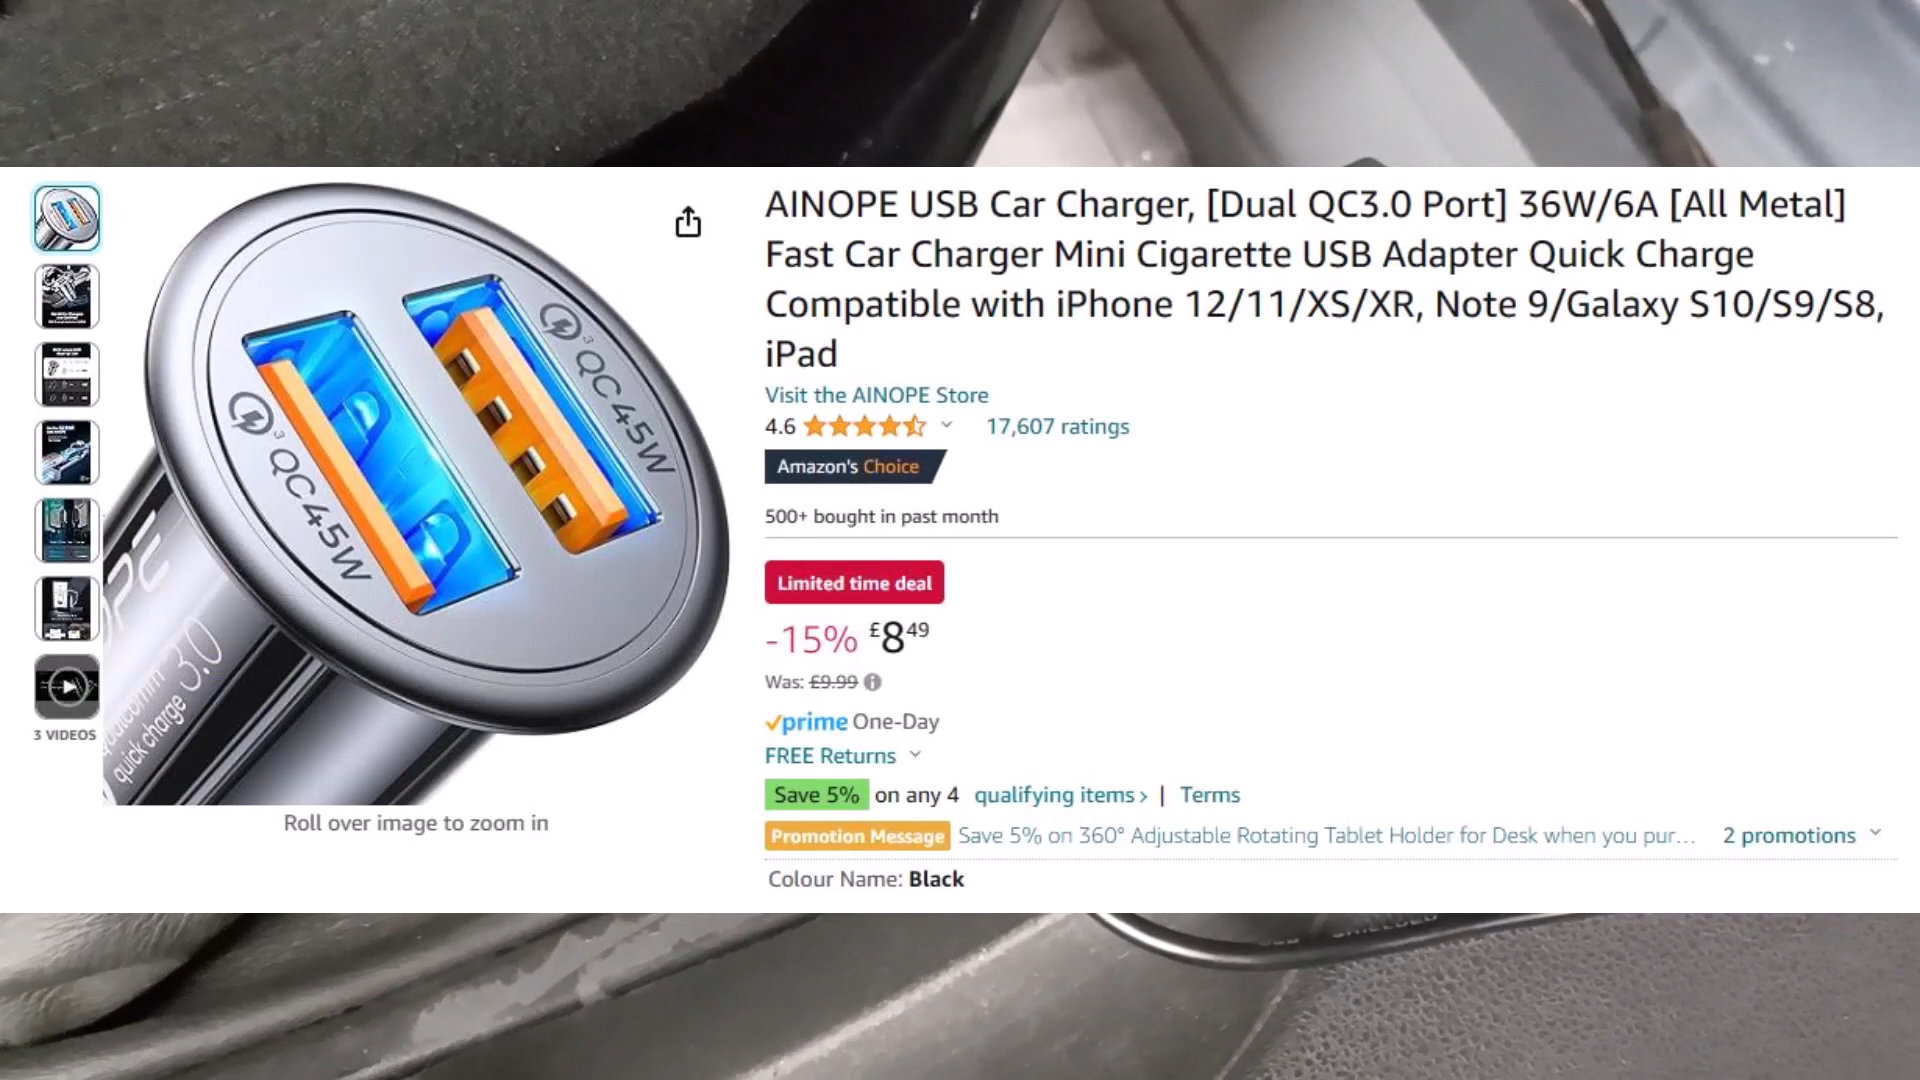 AINOPE USB Car Charger, [Dual QC3.0 Port] 36W/6A [All Metal]
Fast Car Charger Mini Cigarette USB Adapter Quick Charge
Compatible with iPhone 12/11/XS/XR, Note 9/Galaxy S10/S9/S8,
iPad
Visit the AINOPE Store
4.6 17,607 ratings
Amazon's Choice
500+ bought in past month
Limited time deal
-15% £8 49
Was: £9.99
prime One-Day
FREE Returns
Save 5% on any 4 qualifying items › | Terms
Promotion Message Save 5% on 360° Adjustable Rotating Tablet Holder for Desk when you pur... 2 promotions
Colour Name: Black
3 QC45W
3 QC45W
quick charge 3.0
3 VIDEOS
Roll over image to zoom in